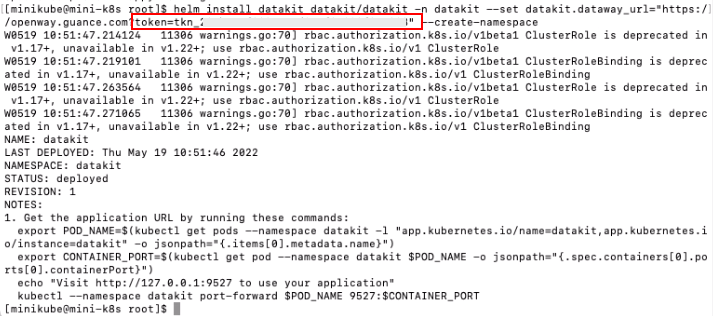 [minikube@mini-k8s root]$ helm install datakit datakit/datakit -n datakit --set datakit.dataway_url="https:/
/openway.guance.com?token=tkn_2 " --create-namespace
W0519 10:51:47.214124   11306 warnings.go:70] rbac.authorization.k8s.io/v1beta1 ClusterRole is deprecated in
 v1.17+, unavailable in v1.22+; use rbac.authorization.k8s.io/v1 ClusterRole
W0519 10:51:47.219101   11306 warnings.go:70] rbac.authorization.k8s.io/v1beta1 ClusterRoleBinding is deprec
ated in v1.17+, unavailable in v1.22+; use rbac.authorization.k8s.io/v1 ClusterRoleBinding
W0519 10:51:47.263564   11306 warnings.go:70] rbac.authorization.k8s.io/v1beta1 ClusterRole is deprecated in
 v1.17+, unavailable in v1.22+; use rbac.authorization.k8s.io/v1 ClusterRole
W0519 10:51:47.271065   11306 warnings.go:70] rbac.authorization.k8s.io/v1beta1 ClusterRoleBinding is deprec
ated in v1.17+, unavailable in v1.22+; use rbac.authorization.k8s.io/v1 ClusterRoleBinding
NAME: datakit
LAST DEPLOYED: Thu May 19 10:51:46 2022
NAMESPACE: datakit
STATUS: deployed
REVISION: 1
NOTES:
1. Get the application URL by running these commands:
  export POD_NAME=$(kubectl get pods --namespace datakit -l "app.kubernetes.io/name=datakit,app.kubernetes.i
o/instance=datakit" -o jsonpath="{.items[0].metadata.name}")
  export CONTAINER_PORT=$(kubectl get pod --namespace datakit $POD_NAME -o jsonpath="{.spec.containers[0].po
rts[0].containerPort}")
  echo "Visit http://127.0.0.1:9527 to use your application"
  kubectl --namespace datakit port-forward $POD_NAME 9527:$CONTAINER_PORT
[minikube@mini-k8s root]$